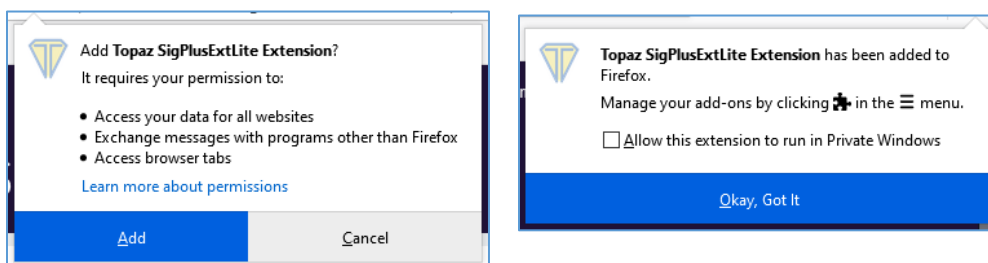 Add Topaz SigPlusExtLite Extension?
It requires your permission to:
• Access your data for all websites
• Exchange messages with programs other than Firefox
• Access browser tabs
Learn more about permissions
Add
Cancel
Topaz SigPlusExtLite Extension has been added to
Firefox.
Manage your add-ons by clicking in the ☰ menu.
Allow this extension to run in Private Windows
Okay, Got It